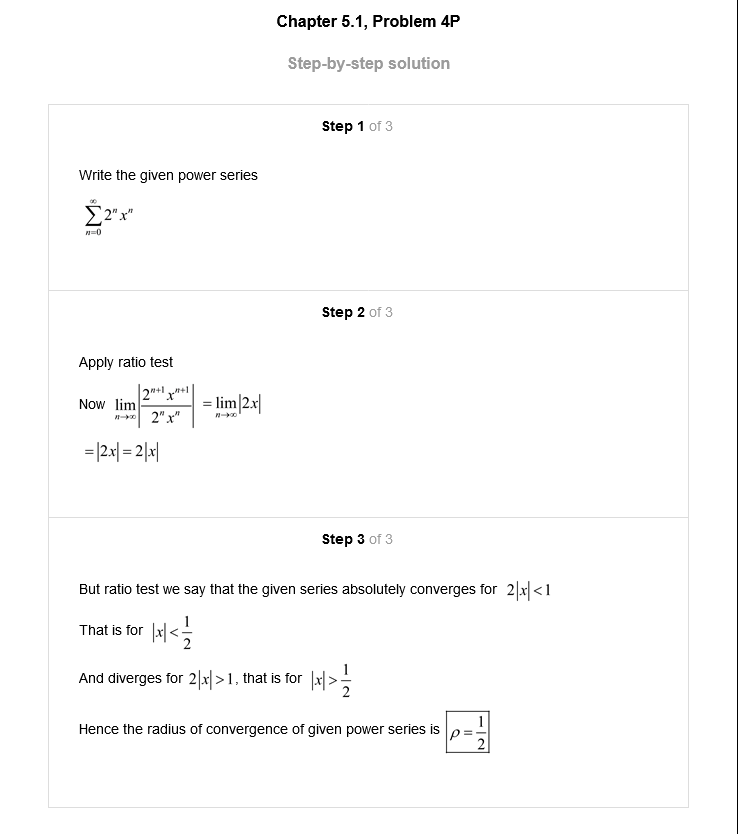 Chapter 5.1, Problem 4P
Step-by-step solution
Step 1 of 3
Write the given power series
$\sum_{n=0}^{\infty} 2^n x^n$
Step 2 of 3
Apply ratio test
Now $\lim_{n \to \infty} \left| \frac{2^{n+1} x^{n+1}}{2^n x^n} \right| = \lim_{n \to \infty} |2x|$
$= |2x| = 2|x|$
Step 3 of 3
But ratio test we say that the given series absolutely converges for $2|x| < 1$
That is for $|x| < \frac{1}{2}$
And diverges for $2|x| > 1$, that is for $|x| > \frac{1}{2}$
Hence the radius of convergence of given power series is $\rho = \frac{1}{2}$